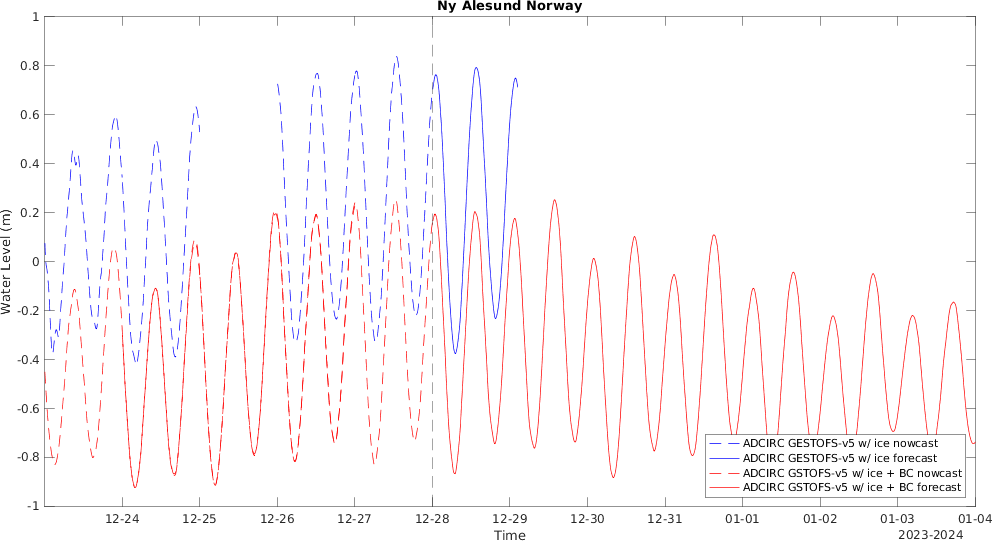 Ny Alesund Norway
1
0.8
0.6
0.4
0.2
0
-0.2
-0.4
-0.6
-0.8
-1
Water Level (m)
ADCIRC GESTOFS-v5 w/ ice nowcast
ADCIRC GESTOFS-v5 w/ ice forecast
ADCIRC GSTOFS-v5 w/ ice + BC nowcast
ADCIRC GSTOFS-v5 w/ ice + BC forecast
12-24 12-25 12-26 12-27 12-28 12-29 12-30 12-31 01-01 01-02 01-03 01-04
Time
2023-2024